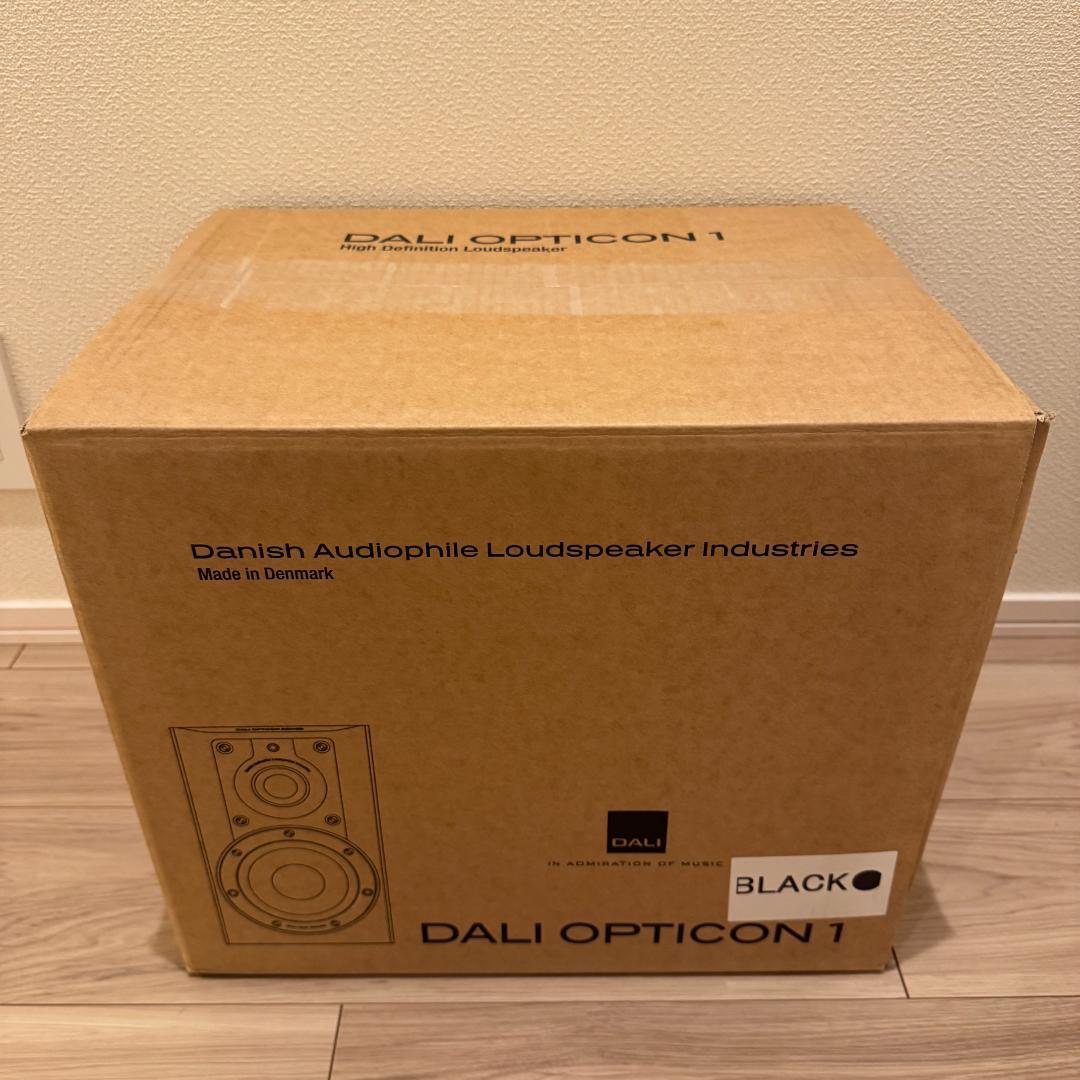 DALI OPTICON 1
High Definition Loudspeaker
Danish Audiophile Loudspeaker Industries
Made in Denmark
DALI
IN ADMIRATION OF MUSIC
BLACK
DALI OPTICON 1